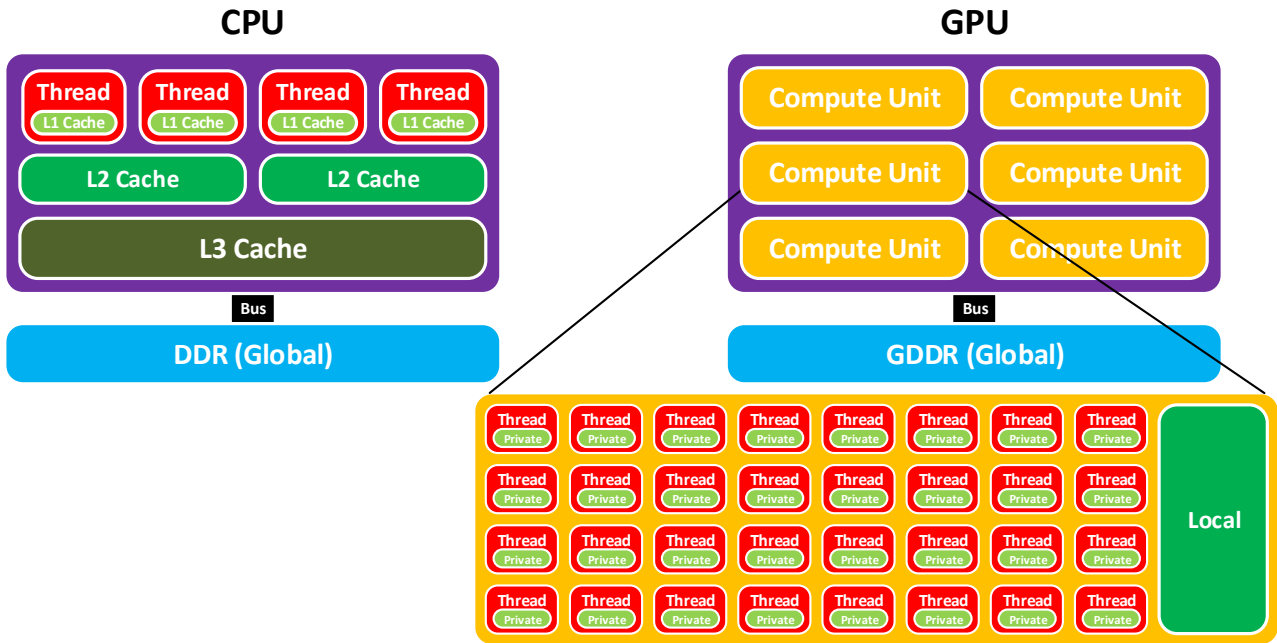 CPU
GPU
Thread Thread Thread Thread
L1 Cache L1 Cache L1 Cache L1 Cache
L2 Cache L2 Cache
L3 Cache
Bus
DDR (Global)
Compute Unit Compute Unit
Compute Unit Compute Unit
Compute Unit Compute Unit
Bus
GDDR (Global)
Thread Thread Thread Thread Thread Thread Thread Thread
Private Private Private Private Private Private Private Private
Thread Thread Thread Thread Thread Thread Thread Thread
Private Private Private Private Private Private Private Private
Thread Thread Thread Thread Thread Thread Thread Thread
Private Private Private Private Private Private Private Private
Thread Thread Thread Thread Thread Thread Thread Thread
Private Private Private Private Private Private Private Private
Local